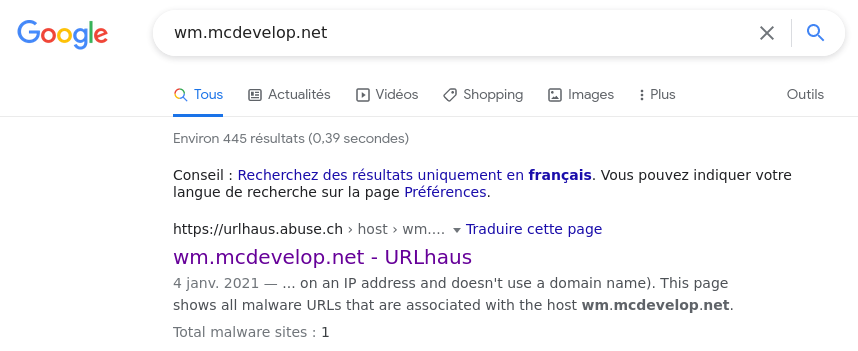 Google
wm.mcdevelop.net
Tous
Actualités
Vidéos
Shopping
Images
Plus
Outils
Environ 445 résultats (0,39 secondes)
Conseil : Recherchez des résultats uniquement en français. Vous pouvez indiquer votre
langue de recherche sur la page Préférences.
https://urlhaus.abuse.ch › host › wm.... Traduire cette page
wm.mcdevelop.net - URLhaus
4 janv. 2021 — ... on an IP address and doesn't use a domain name). This page
shows all malware URLs that are associated with the host wm.mcdevelop.net.
Total malware sites : 1